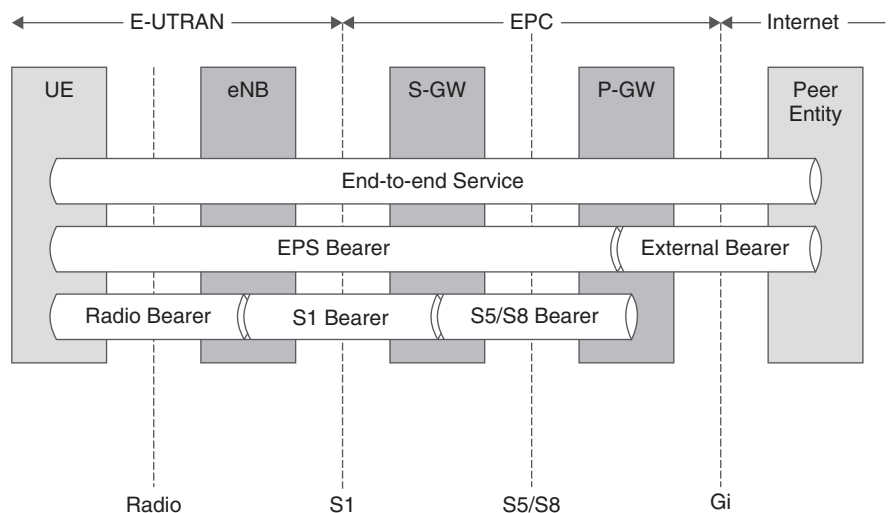 E-UTRAN EPC Internet
UE eNB S-GW P-GW Peer
Entity
End-to-end Service
EPS Bearer External Bearer
Radio Bearer S1 Bearer S5/S8 Bearer
Radio S1 S5/S8 Gi